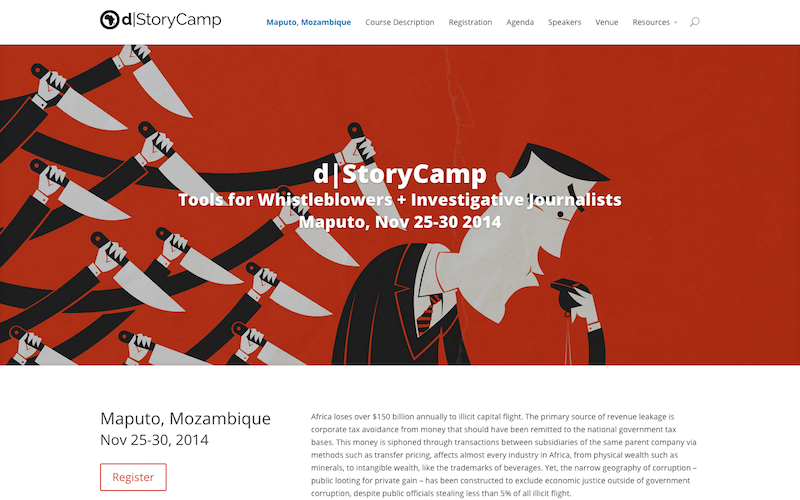 d|StoryCamp
Maputo, Mozambique Course Description Registration Agenda Speakers Venue Resources
d|StoryCamp
Tools for Whistleblowers + Investigative Journalists
Maputo, Nov 25-30 2014
Maputo, Mozambique
Nov 25-30, 2014
Register
Africa loses over $150 billion annually to illicit capital flight. The primary source of revenue leakage is
corporate tax avoidance from money that should have been remitted to the national government tax
bases. This money is siphoned through transactions between subsidiaries of the same parent company via
methods such as transfer pricing, affects almost every industry in Africa, from physical wealth such as
minerals, to intangible wealth, like the trademarks of beverages. Yet, the narrow geography of corruption –
public looting for private gain – has been constructed to exclude economic justice outside of government
corruption, despite public officials stealing less than 5% of all illicit flight.